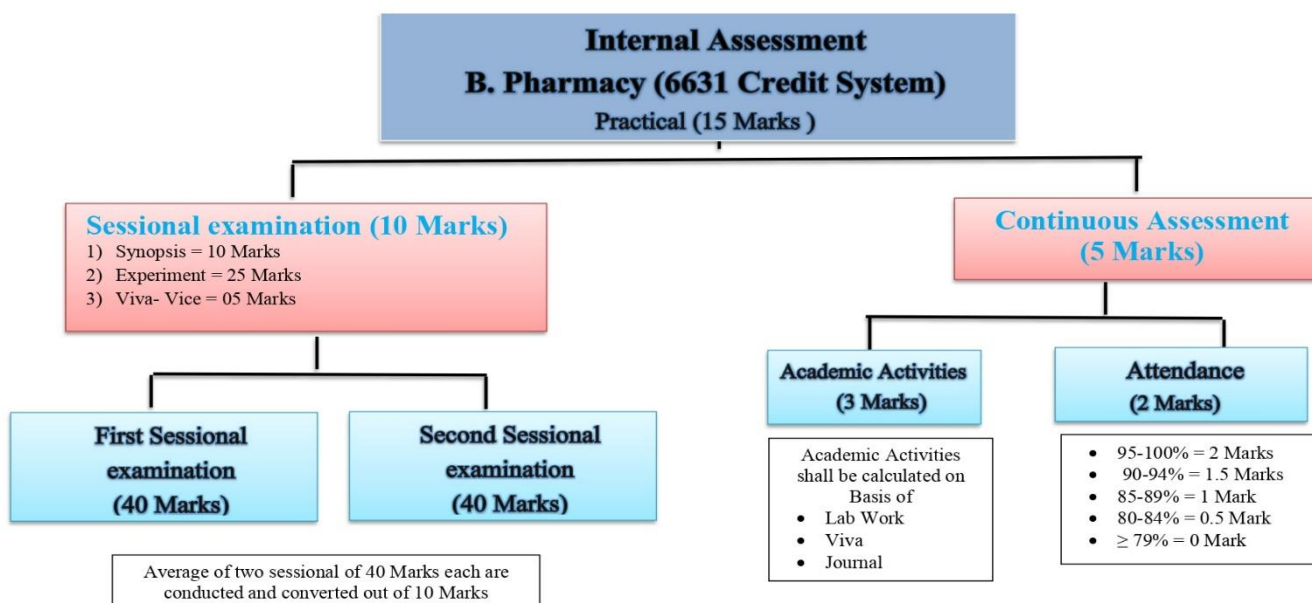 Internal Assessment
B. Pharmacy (6631 Credit System)
Practical (15 Marks )
Sessional examination (10 Marks)
1) Synopsis = 10 Marks
2) Experiment = 25 Marks
3) Viva- Vice = 05 Marks
First Sessional
examination
(40 Marks)
Second Sessional
examination
(40 Marks)
Average of two sessional of 40 Marks each are
conducted and converted out of 10 Marks
Continuous Assessment
(5 Marks)
Academic Activities
(3 Marks)
Academic Activities
shall be calculated on
Basis of
• Lab Work
• Viva
• Journal
Attendance
(2 Marks)
• 95-100% = 2 Marks
• 90-94% = 1.5 Marks
• 85-89% = 1 Mark
• 80-84% = 0.5 Mark
• ≥ 79% = 0 Mark